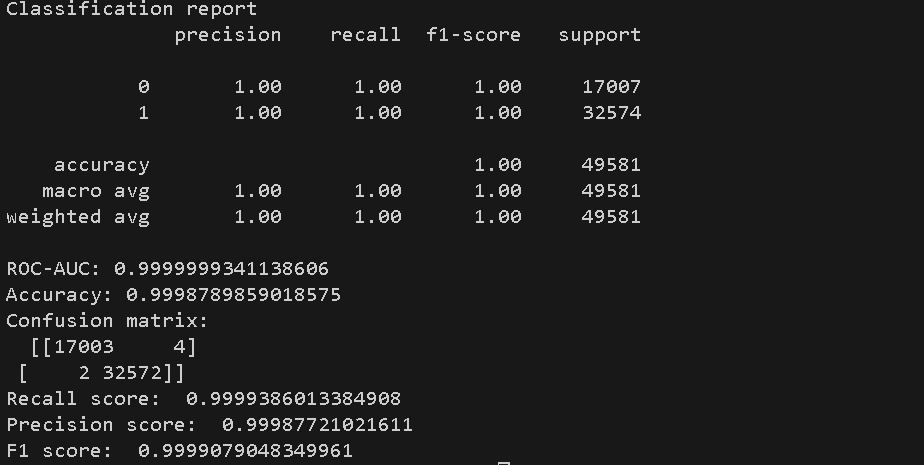 Classification report
precision recall f1-score support
0 1.00 1.00 1.00 17007
1 1.00 1.00 1.00 32574
accuracy 1.00 49581
macro avg 1.00 1.00 1.00 49581
weighted avg 1.00 1.00 1.00 49581
ROC-AUC: 0.9999999341138606
Accuracy: 0.9998789859018575
Confusion matrix:
[[17003 4]
[ 2 32572]]
Recall score: 0.9999386013384908
Precision score: 0.99987721021611
F1 score: 0.9999079048349961